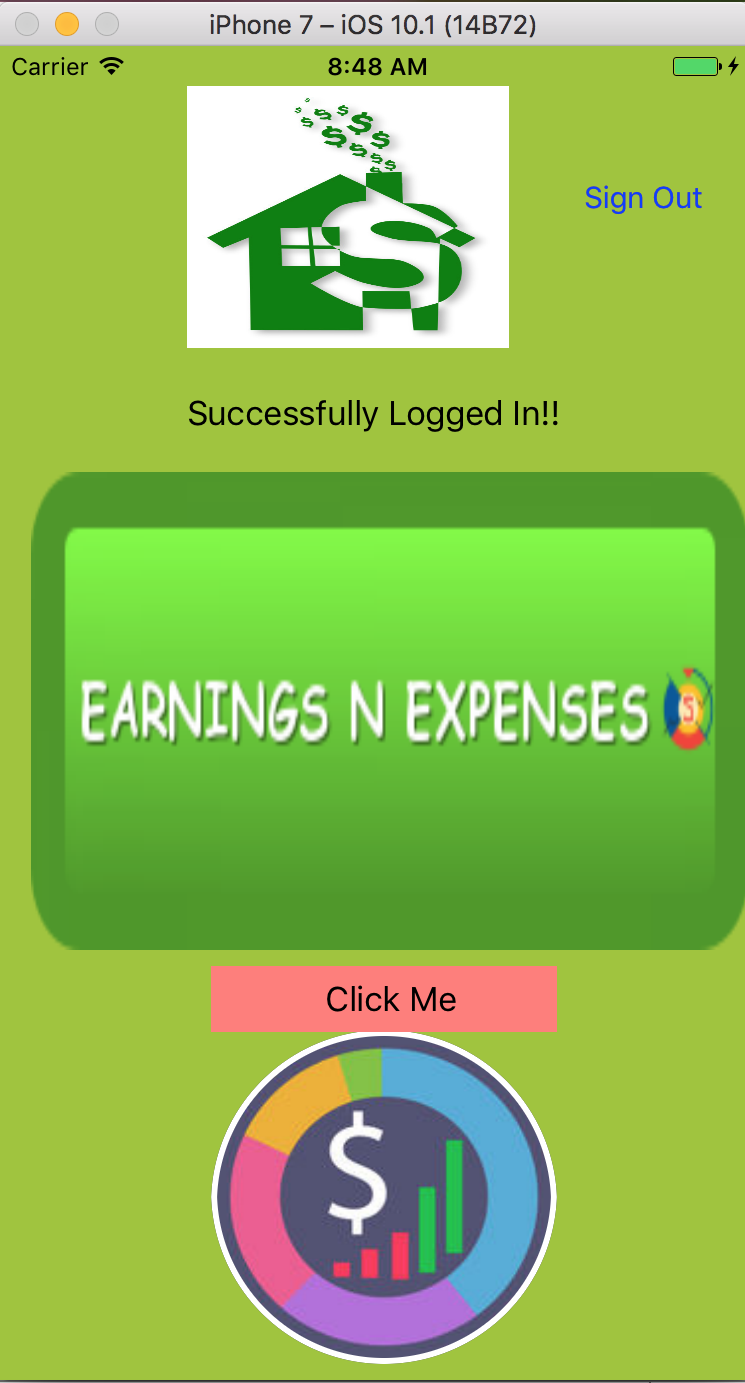 iPhone 7 – iOS 10.1 (14B72)
Carrier 8:48 AM
Sign Out
Successfully Logged In!!
EARNINGS N EXPENSES
Click Me
$